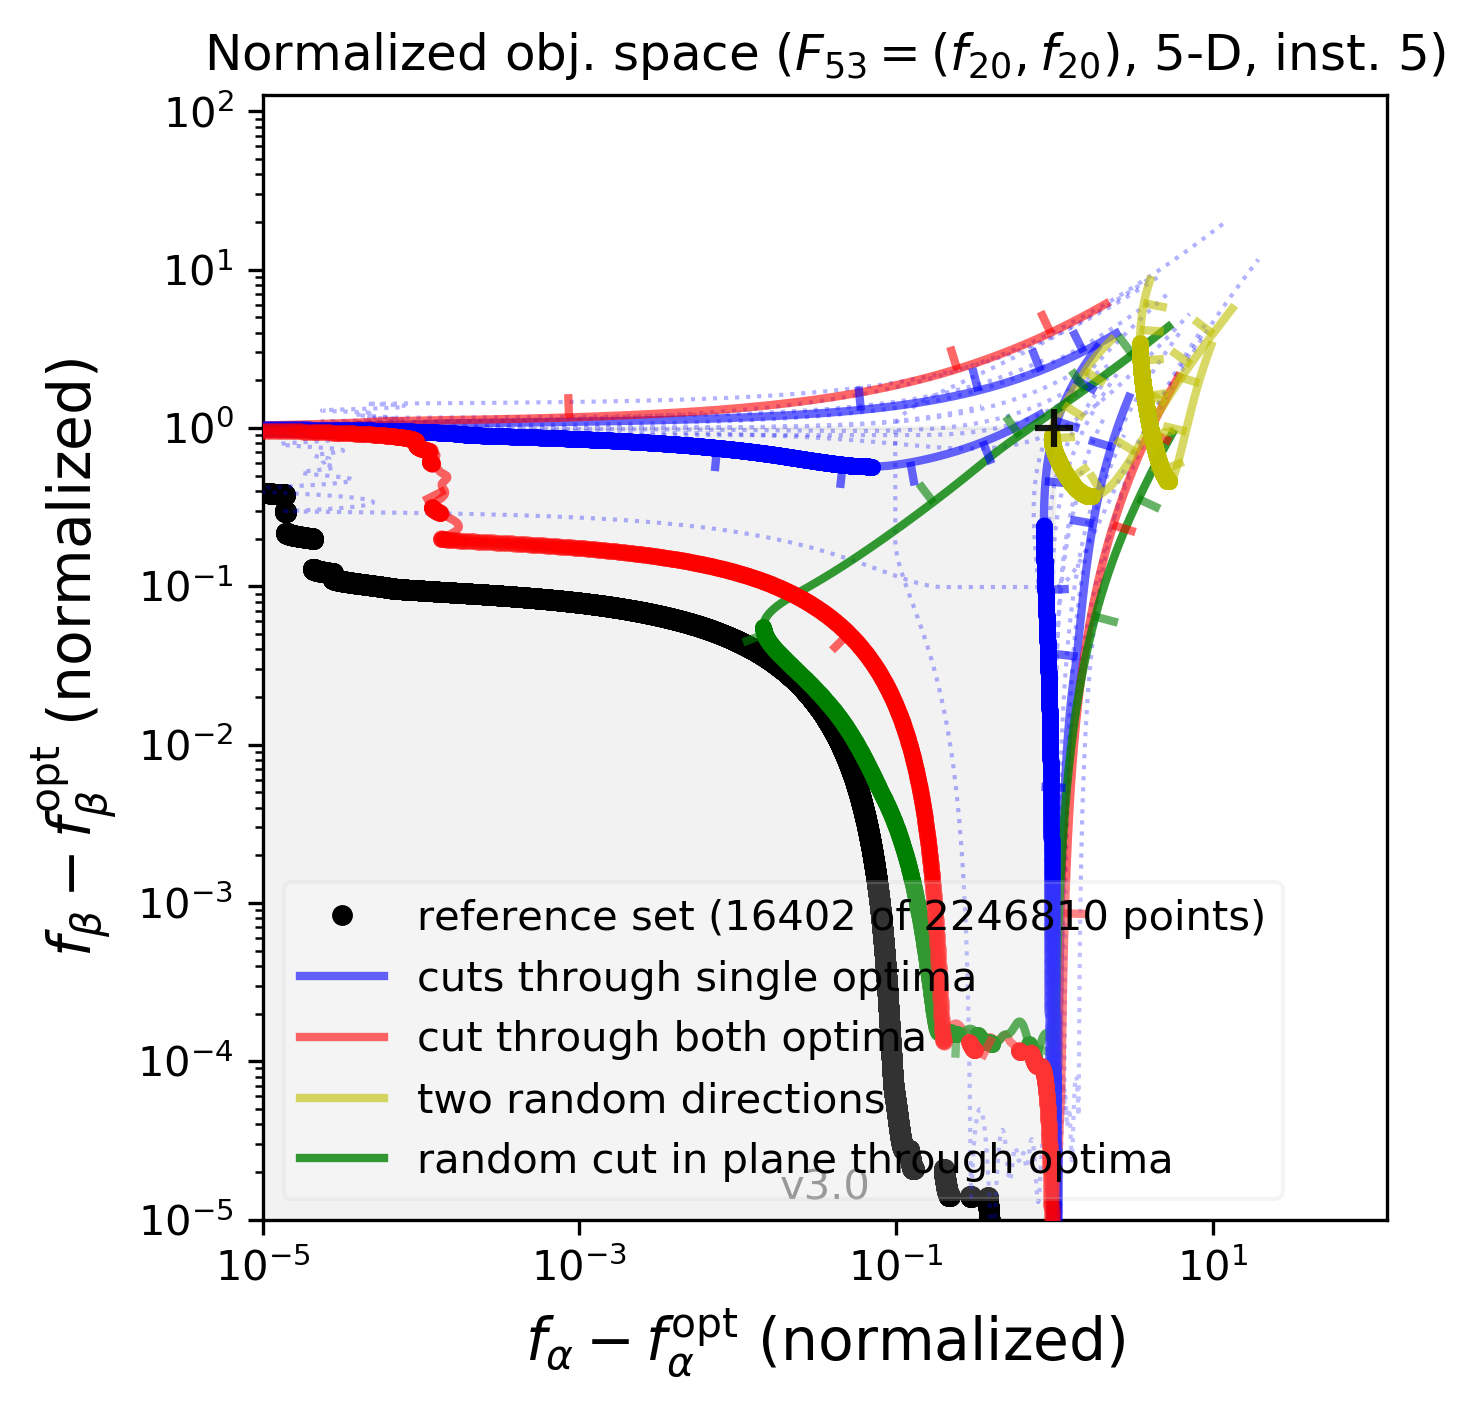 Normalized obj. space (F₅₃ = (f₂₀, f₂₀), 5-D, inst. 5)
10²
10¹
10⁰
10⁻¹
10⁻²
10⁻³
10⁻⁴
10⁻⁵
f_β − f_β^opt (normalized)
reference set (16402 of 2246810 points)
cuts through single optima
cut through both optima
two random directions
random cut in plane through optima
v3.0
10⁻⁵ 10⁻³ 10⁻¹ 10¹
f_α − f_α^opt (normalized)